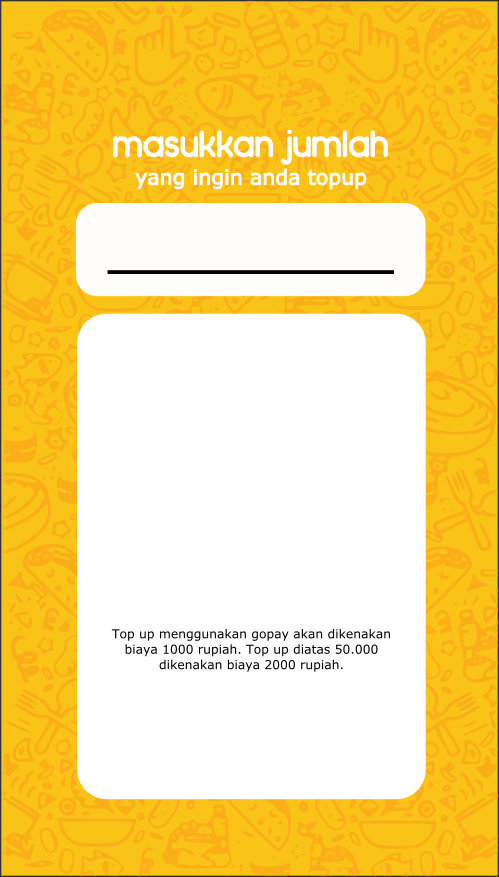 masukkan jumlah
yang ingin anda topup
Top up menggunakan gopay akan dikenakan
biaya 1000 rupiah. Top up diatas 50.000
dikenakan biaya 2000 rupiah.